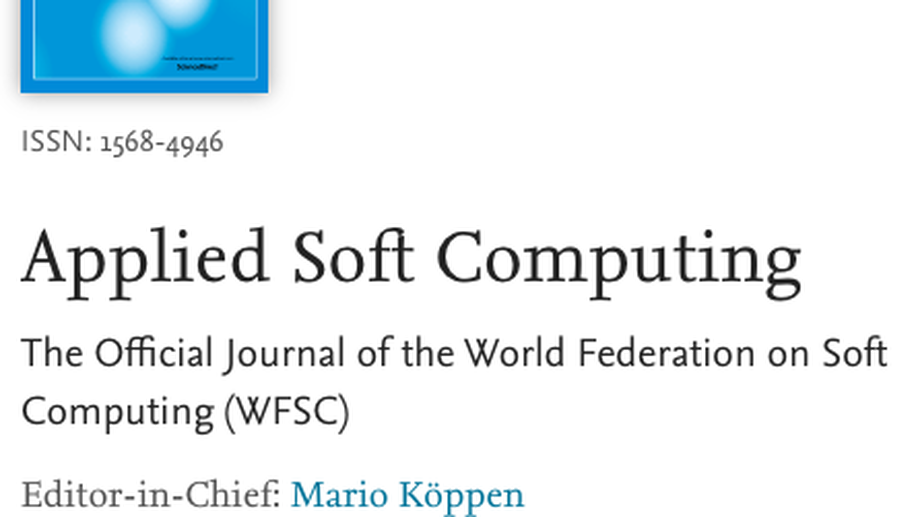 ScienceDirect
ISSN: 1568-4946
Applied Soft Computing
The Official Journal of the World Federation on Soft
Computing (WFSC)
Editor-in-Chief: Mario Köppen